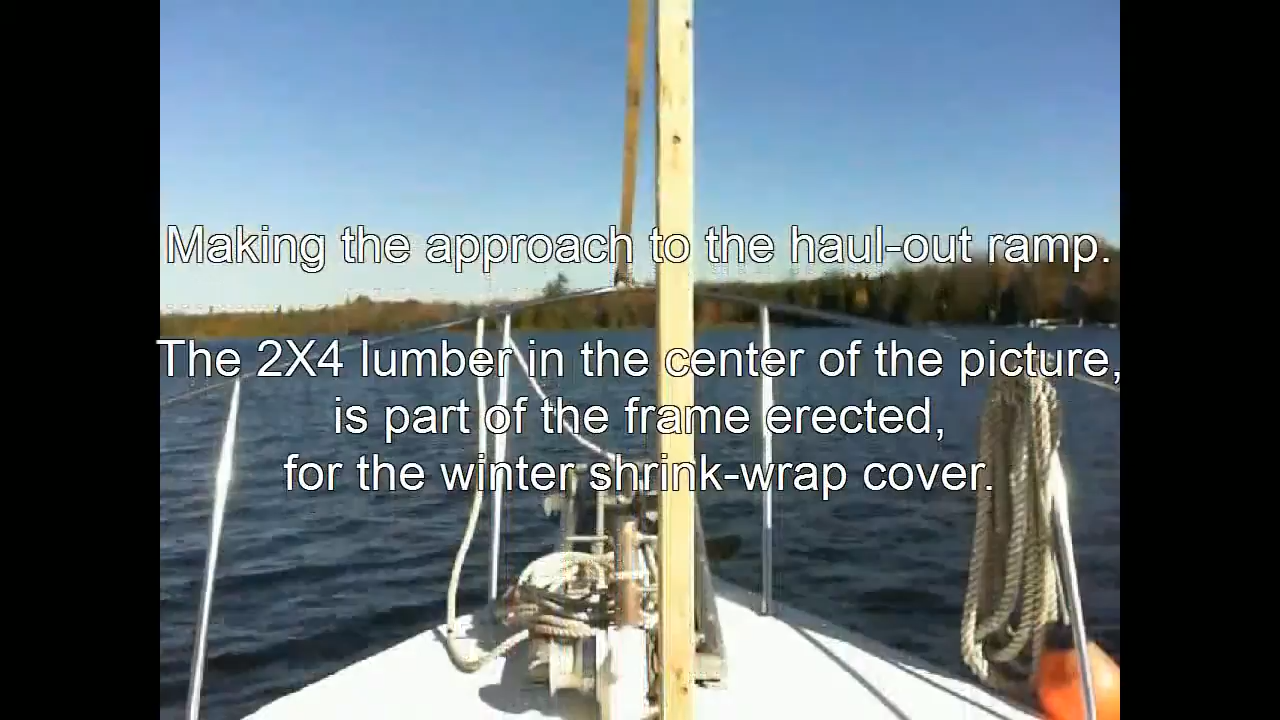 Making the approach to the haul-out ramp.
The 2X4 lumber in the center of the picture,
is part of the frame erected,
for the winter shrink-wrap cover.